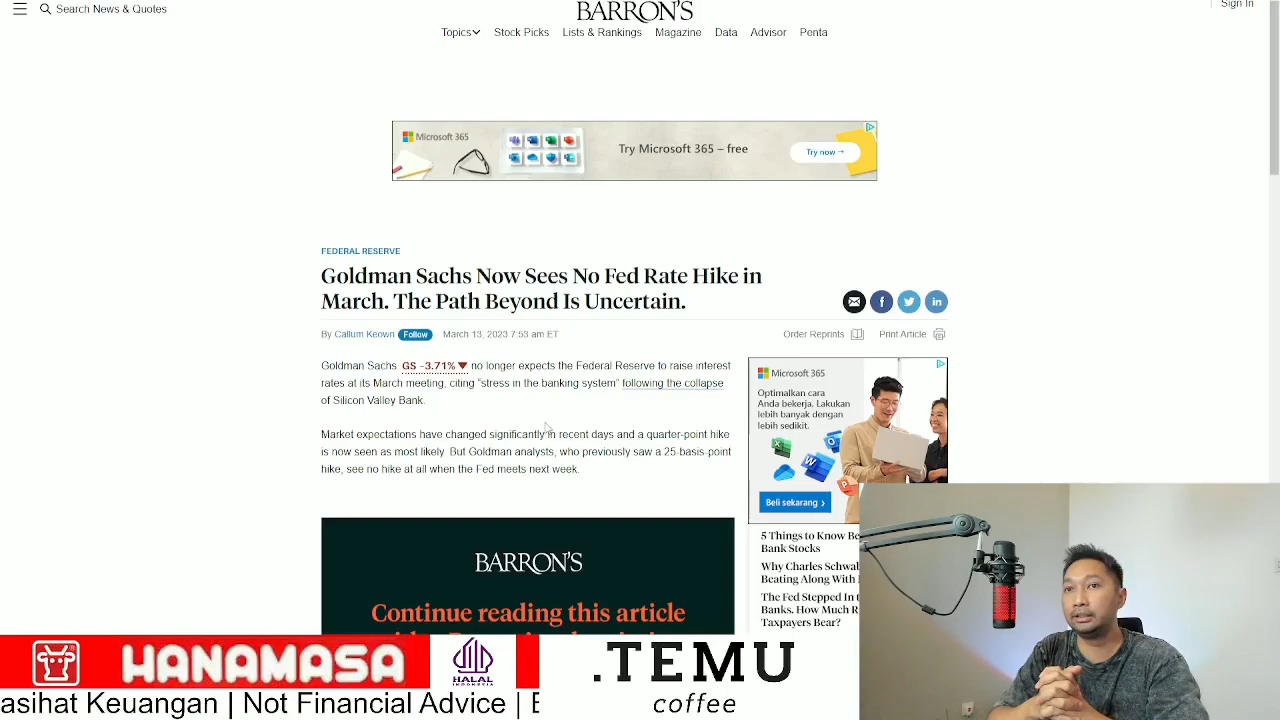 Search News & Quotes
BARRON'S
Sign In
Topics
Stock Picks
Lists & Rankings
Magazine
Data
Advisor
Penta
Microsoft 365
Try Microsoft 365 – free
Try now →
FEDERAL RESERVE
Goldman Sachs Now Sees No Fed Rate Hike in
March. The Path Beyond Is Uncertain.
By Callum Keown Follow March 13, 2023 7:53 am ET
Order Reprints
Print Article
Goldman Sachs GS -3.71% no longer expects the Federal Reserve to raise interest
rates at its March meeting, citing "stress in the banking system" following the collapse
of Silicon Valley Bank.
Market expectations have changed significantly in recent days and a quarter-point hike
is now seen as most likely. But Goldman analysts, who previously saw a 25-basis-point
hike, see no hike at all when the Fed meets next week.
Microsoft 365
Optimalkan cara
Anda bekerja. Lakukan
lebih banyak dengan
lebih sedikit.
Beli sekarang
5 Things to Know Be
Bank Stocks
Why Charles Schwab
Beating Along With
The Fed Stepped In t
Banks. How Much R
Taxpayers Bear?
BARRON'S
Continue reading this article
HANAMASA
HALAL
INDONESIA
.TEMU
coffee
asihat Keuangan | Not Financial Advice |